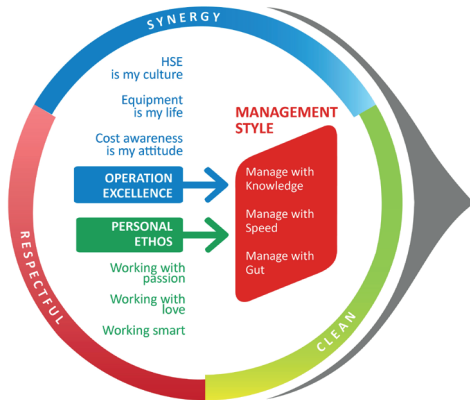 SYNERGY
HSE
is my culture
Equipment
is my life
Cost awareness
is my attitude
OPERATION
EXCELLENCE
PERSONAL
ETHOS
Working with
passion
Working with
love
Working smart
MANAGEMENT
STYLE
Manage with
Knowledge
Manage with
Speed
Manage with
Gut
RESPECTFUL
CLEAN